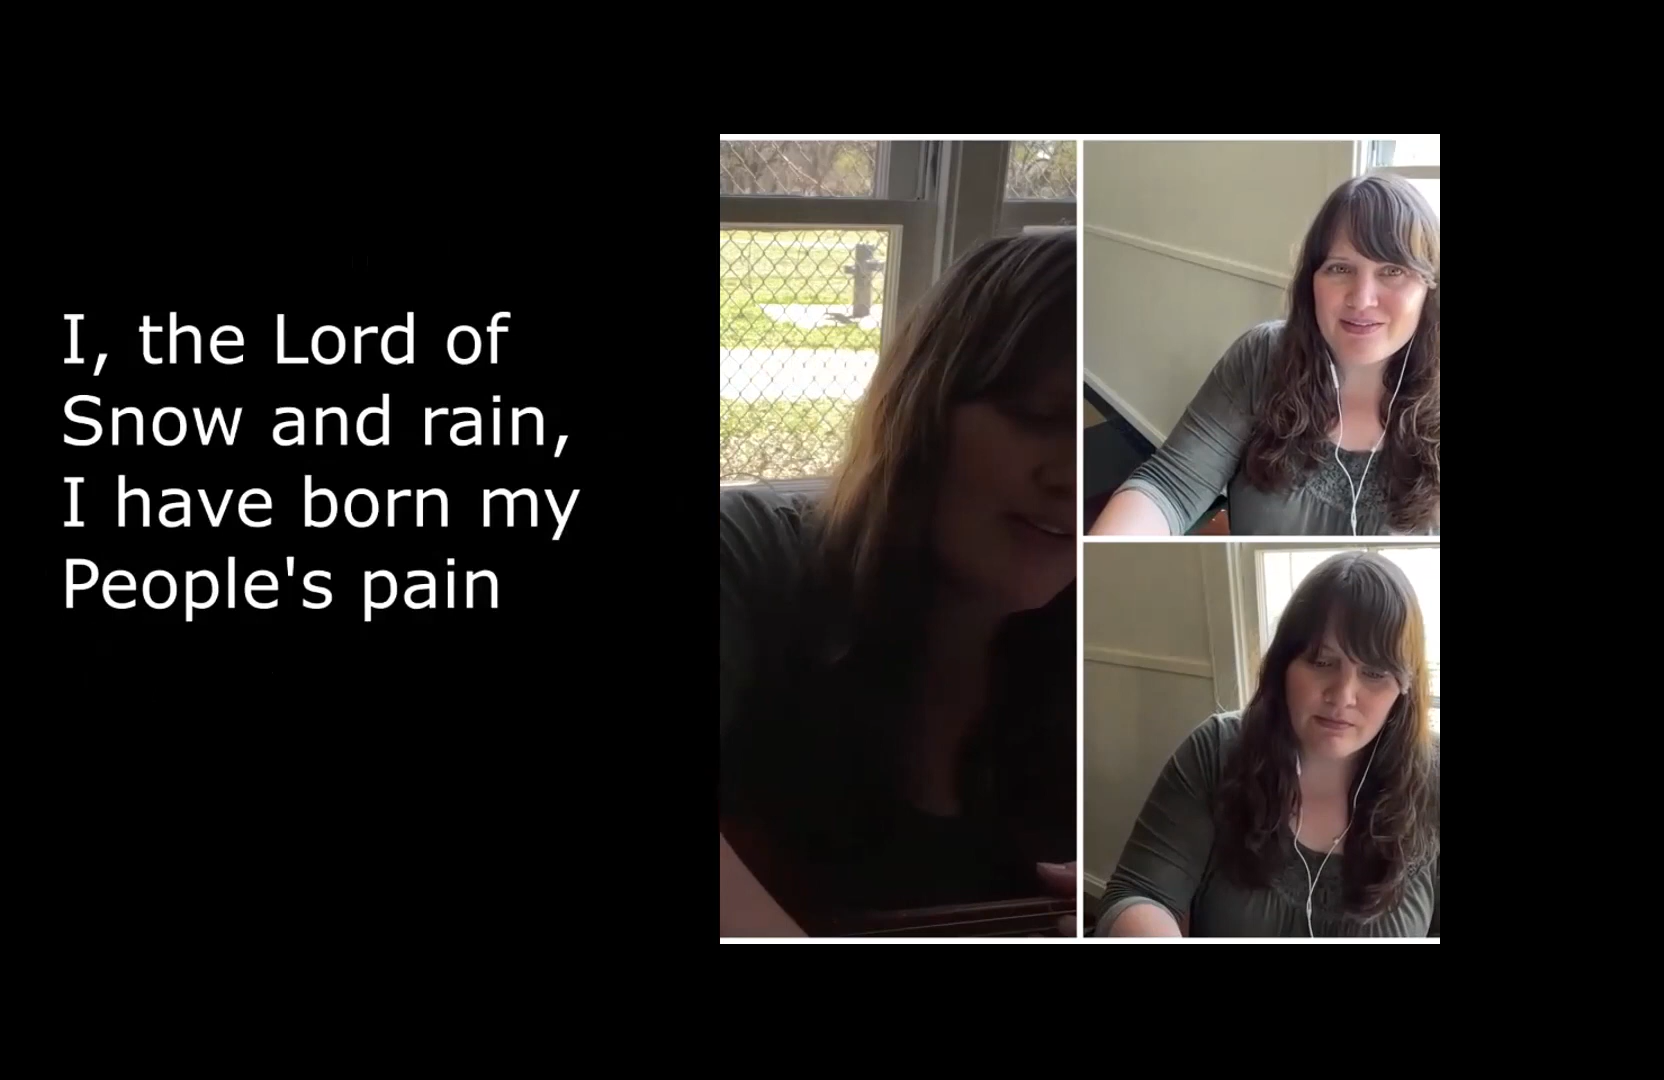 I, the Lord of
Snow and rain,
I have born my
People's pain